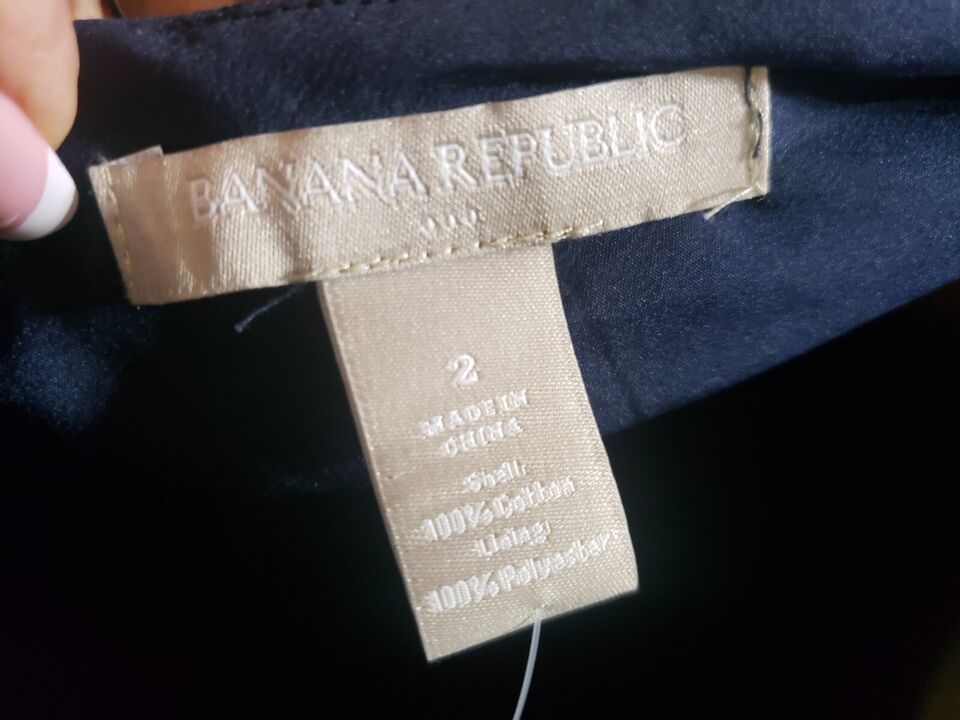 BANANA REPUBLIC
2
MADE IN
CHINA
Shell:
100% Cotton
Lining:
100% Polyester